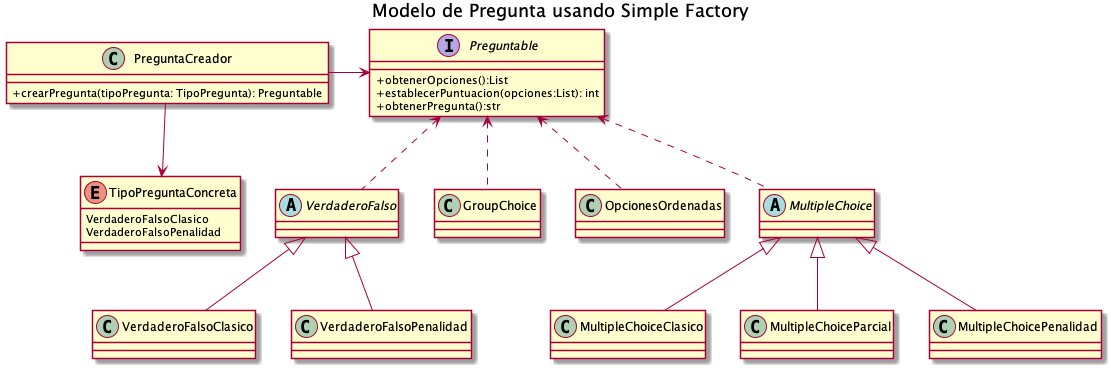 Modelo de Pregunta usando Simple Factory
C PreguntaCreador
+crearPregunta(tipoPregunta: TipoPregunta): Preguntable
I Preguntable
+obtenerOpciones():List
+establecerPuntuacion(opciones:List): int
+obtenerPregunta():str
E TipoPreguntaConcreta
VerdaderoFalsoClasico
VerdaderoFalsoPenalidad
A VerdaderoFalso
C GroupChoice
C OpcionesOrdenadas
A MultipleChoice
C VerdaderoFalsoClasico
C VerdaderoFalsoPenalidad
C MultipleChoiceClasico
C MultipleChoiceParcial
C MultipleChoicePenalidad